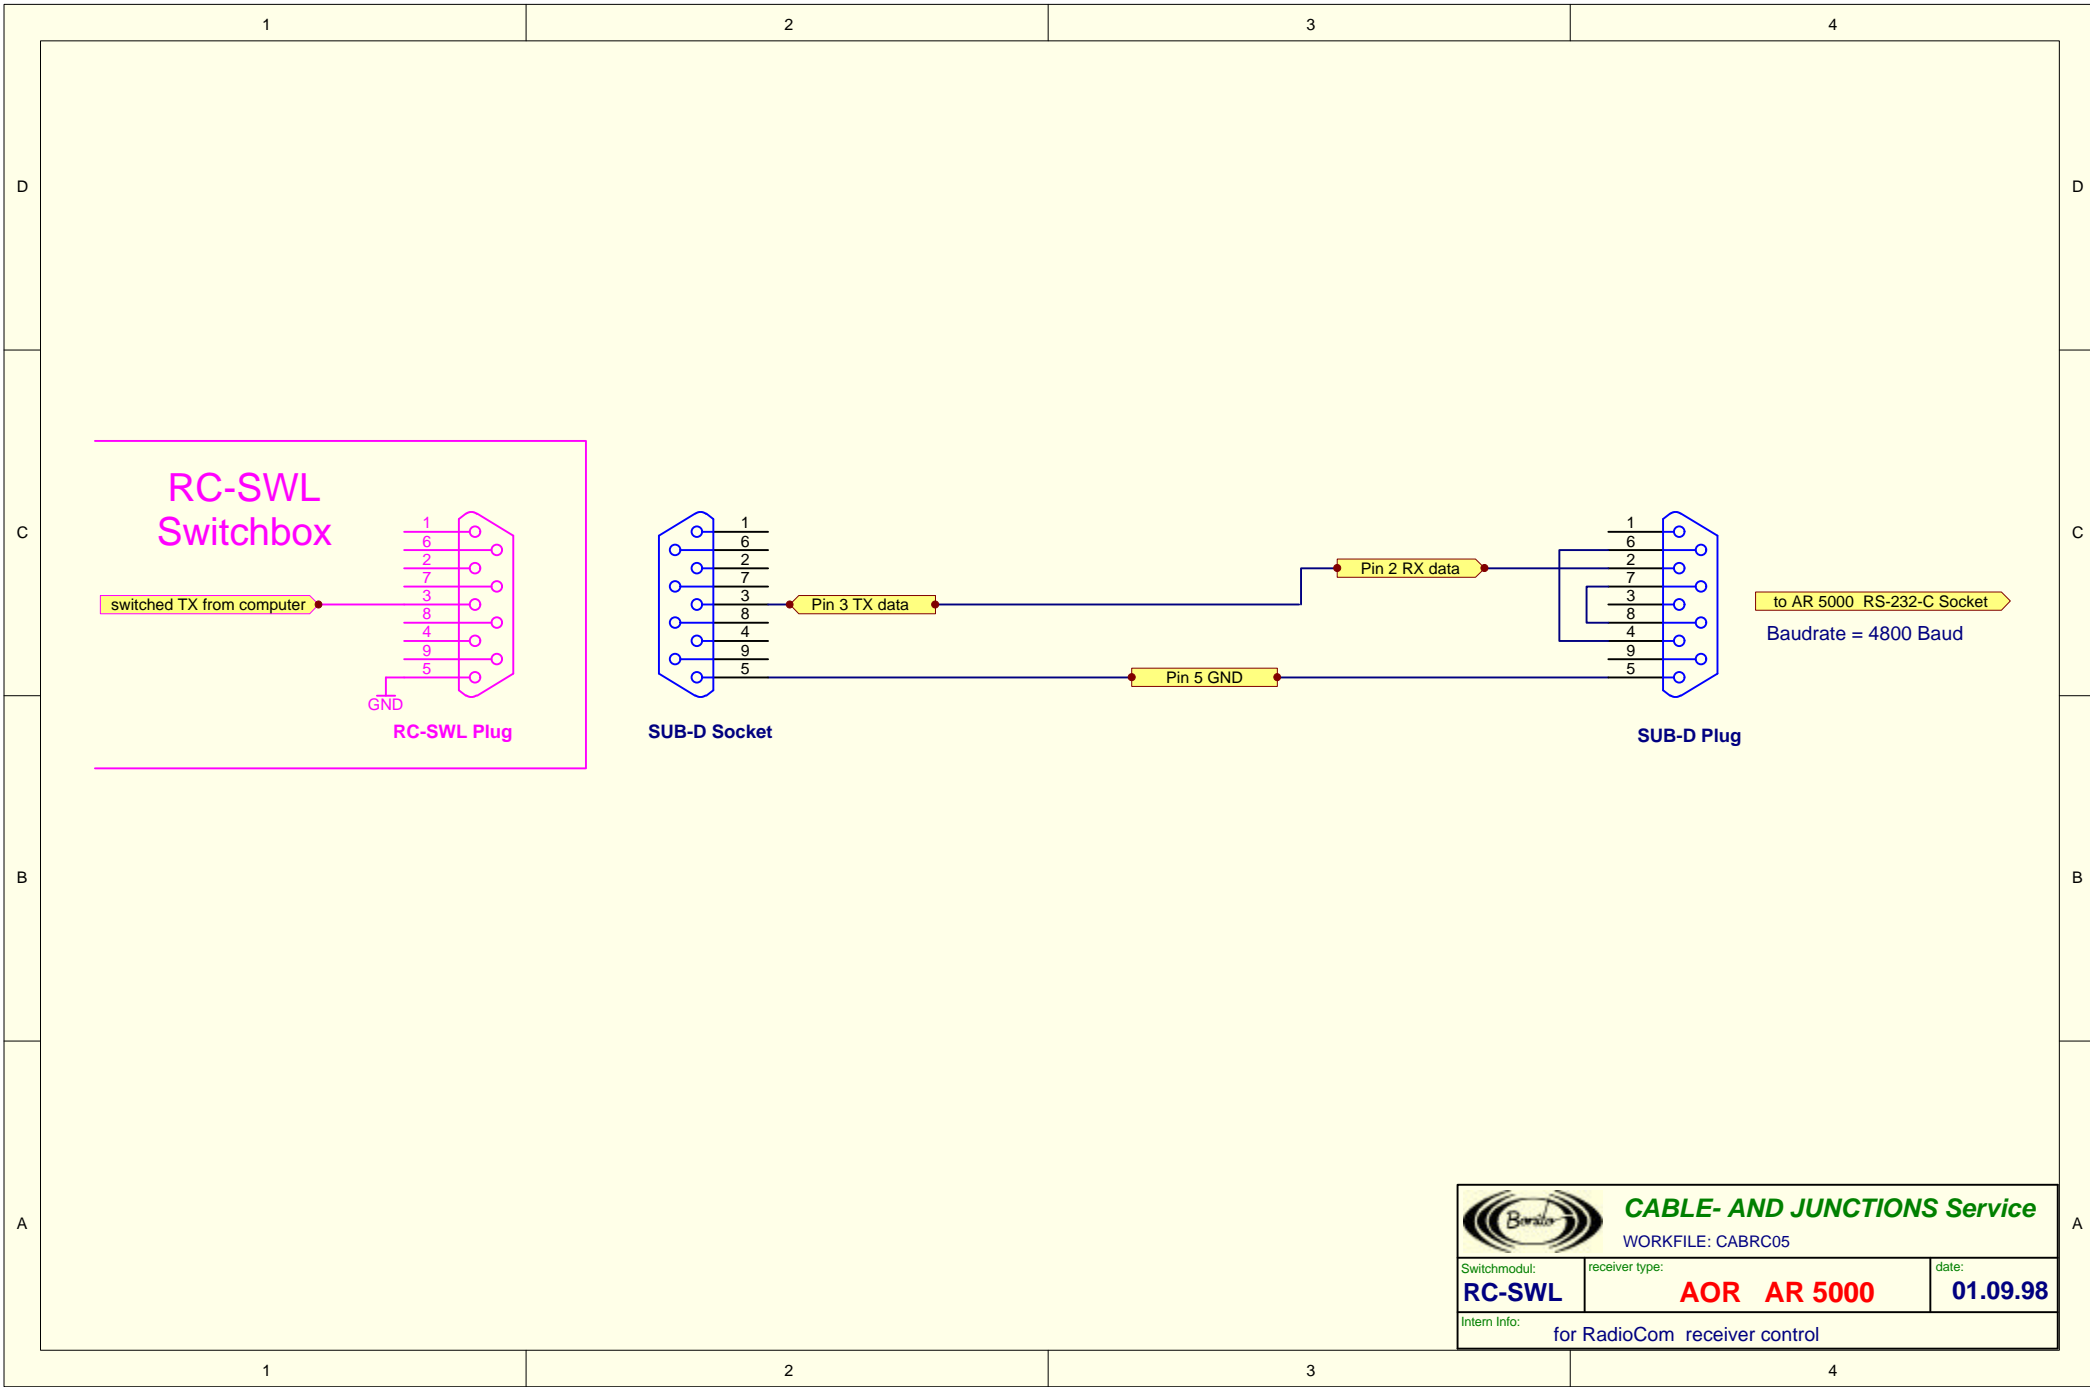 1 2 3 4
D D
RC-SWL
Switchbox
C C
1
6
2
7
3
8
4
9
5
switched TX from computer
GND
RC-SWL Plug
1
6
2
7
3
8
4
9
5
Pin 3 TX data
SUB-D Socket
Pin 5 GND
Pin 2 RX data
1
6
2
7
3
8
4
9
5
SUB-D Plug
to AR 5000 RS-232-C Socket
Baudrate = 4800 Baud
B B
A A
Bonito
CABLE- AND JUNCTIONS Service
WORKFILE: CABRC05
Switchmodul:
RC-SWL
receiver type:
AOR AR 5000
date:
01.09.98
Intern Info:
for RadioCom receiver control
1 2 3 4